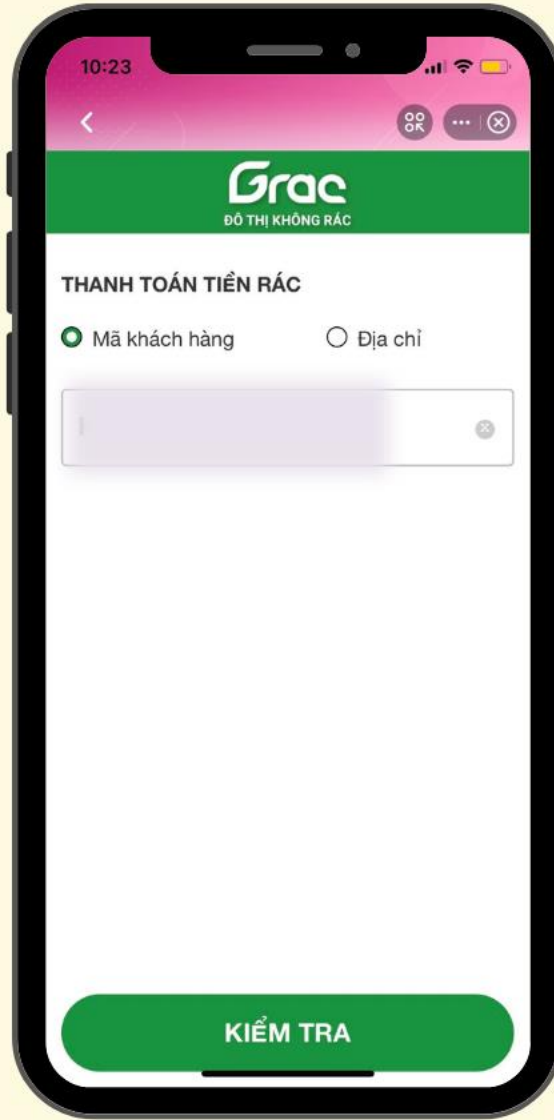 10:23
Grac
ĐÔ THỊ KHÔNG RÁC
THANH TOÁN TIỀN RÁC
Mã khách hàng
Địa chỉ
KIỂM TRA